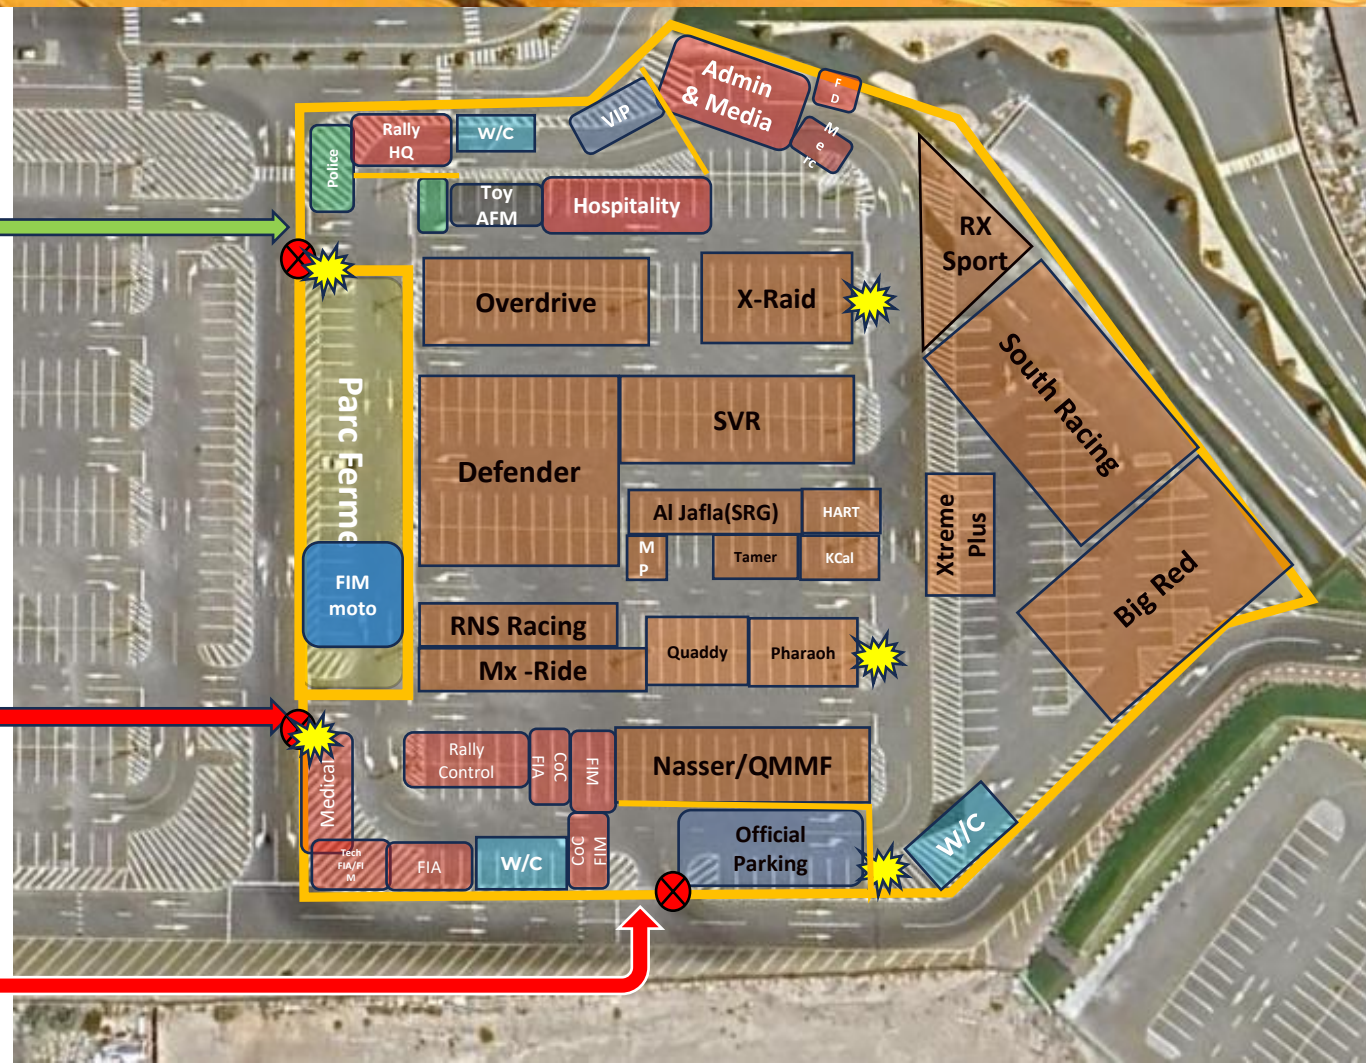 Admin
& Media
F
D
Me
rc
VIP
Rally
HQ
W/C
Police
Toy
AFM
Hospitality
RX
Sport
Overdrive
X-Raid
South Racing
Parc Ferme
SVR
Defender
Al Jafla(SRG)
HART
M
P
Tamer
KCal
Xtreme
Plus
Big Red
FIM
moto
RNS Racing
Mx -Ride
Quaddy
Pharaoh
Rally
Control
FIA
CoC
FIM
Nasser/QMMF
Medical
Tech
FIA/FI
M
FIA
W/C
CoC
FIM
Official
Parking
W/C